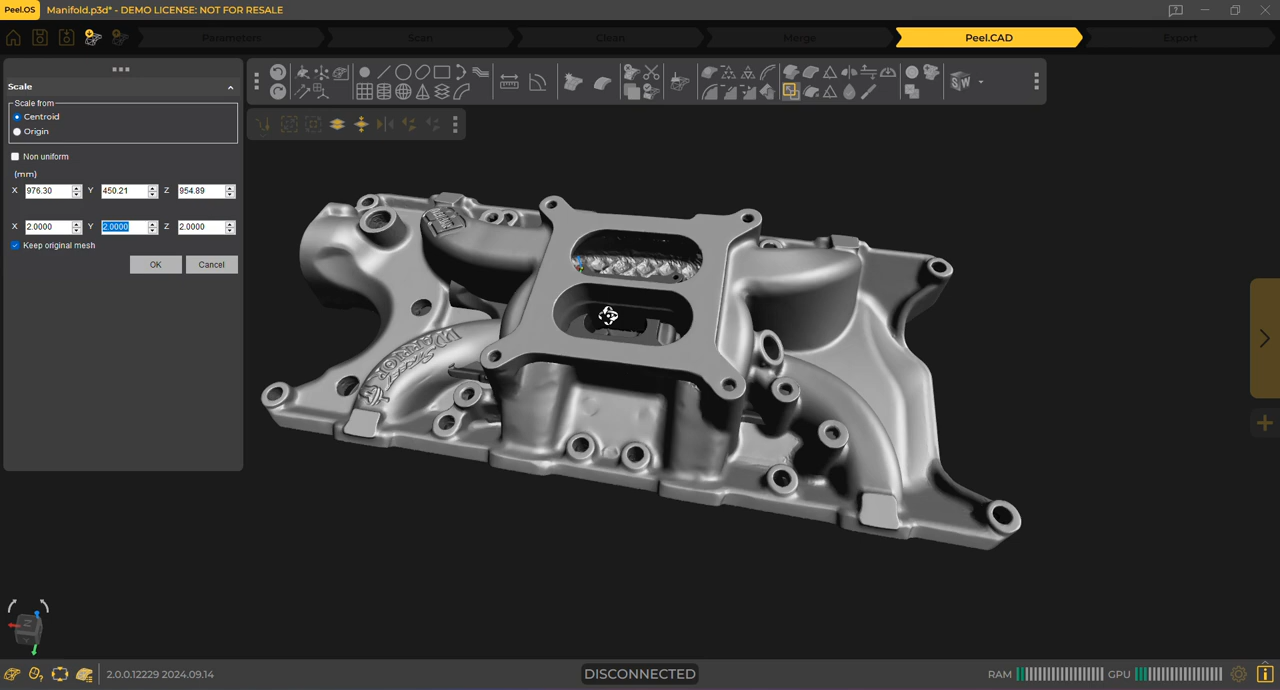 Peel.OS Manifold.p3d* - DEMO LICENSE: NOT FOR RESALE
Parameters Scan Clean Merge Peel.CAD Export
Scale
Scale from
Centroid
Origin
Non uniform
(mm)
X 976.30 Y 450.21 Z 954.89
X 2.0000 Y 2.0000 Z 2.0000
Keep original mesh
OK Cancel
WARRIOR
Z
2.0.0.12229 2024.09.14 DISCONNECTED RAM GPU